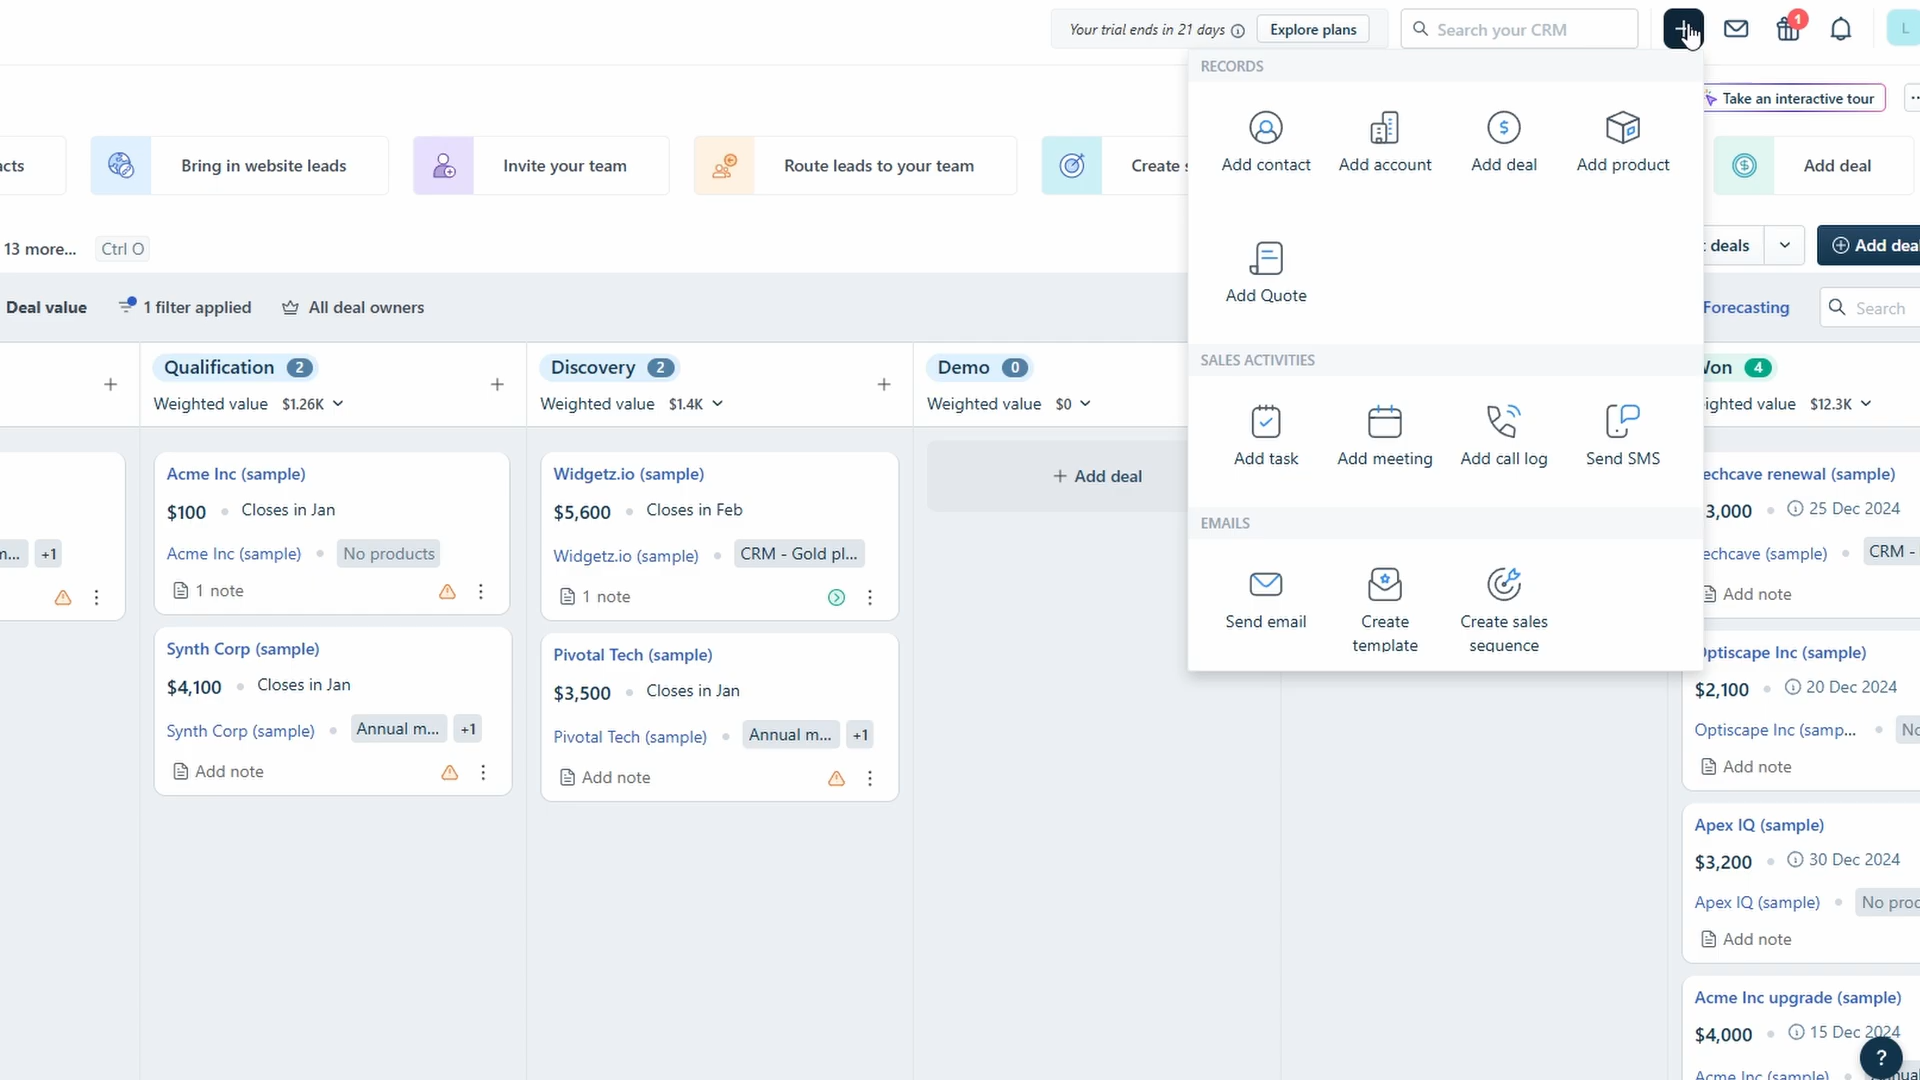 Your trial ends in 21 days
Explore plans
Search your CRM
1
L
RECORDS
Add contact
Add account
Add deal
Add product
Add Quote
SALES ACTIVITIES
Add task
Add meeting
Add call log
Send SMS
EMAILS
Send email
Create
template
Create sales
sequence
Take an interactive tour
acts
Bring in website leads
Invite your team
Route leads to your team
Create s
Add deal
13 more...
Ctrl O
deals
Add deal
Deal value
1 filter applied
All deal owners
Forecasting
Search
Qualification 2
Weighted value $1.26K
Discovery 2
Weighted value $1.4K
Demo 0
Weighted value $0
Won 4
ighted value $12.3K
m... +1
Acme Inc (sample)
$100 Closes in Jan
Acme Inc (sample) No products
1 note
Synth Corp (sample)
$4,100 Closes in Jan
Synth Corp (sample) Annual m... +1
Add note
Widgetz.io (sample)
$5,600 Closes in Feb
Widgetz.io (sample) CRM - Gold pl...
1 note
Pivotal Tech (sample)
$3,500 Closes in Jan
Pivotal Tech (sample) Annual m... +1
Add note
+ Add deal
echcave renewal (sample)
3,000 25 Dec 2024
echcave (sample) CRM -
Add note
Optiscape Inc (sample)
$2,100 20 Dec 2024
Optiscape Inc (samp... No
Add note
Apex IQ (sample)
$3,200 30 Dec 2024
Apex IQ (sample) No proc
Add note
Acme Inc upgrade (sample)
$4,000 15 Dec 2024
Acme Inc (sample)
?